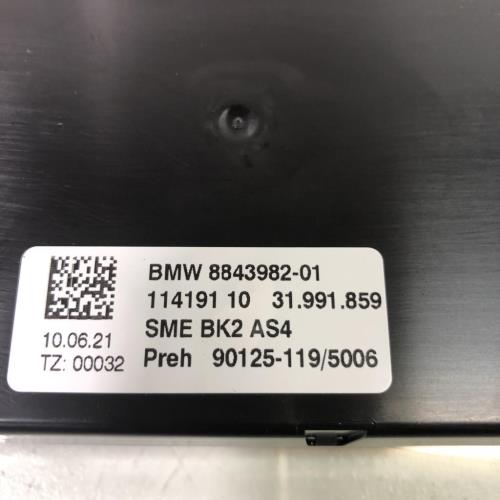 BMW 8843982-01
114191 10 31.991.859
SME BK2 AS4
Preh 90125-119/5006
10.06.21
TZ: 00032